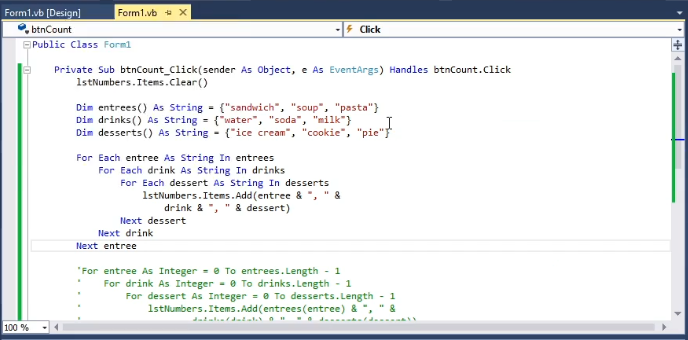 Form1.vb [Design]
Form1.vb
btnCount
Click
Public Class Form1
Private Sub btnCount_Click(sender As Object, e As EventArgs) Handles btnCount.Click
lstNumbers.Items.Clear()
Dim entrees() As String = {"sandwich", "soup", "pasta"}
Dim drinks() As String = {"water", "soda", "milk"}
Dim desserts() As String = {"ice cream", "cookie", "pie"}
For Each entree As String In entrees
For Each drink As String In drinks
For Each dessert As String In desserts
lstNumbers.Items.Add(entree & ", " &
drink & ", " & dessert)
Next dessert
Next drink
Next entree
'For entree As Integer = 0 To entrees.Length - 1
'    For drink As Integer = 0 To drinks.Length - 1
'        For dessert As Integer = 0 To desserts.Length - 1
'            lstNumbers.Items.Add(entrees(entree) & ", " &
'                drinks(drink) & ", " & desserts(dessert))
100 %